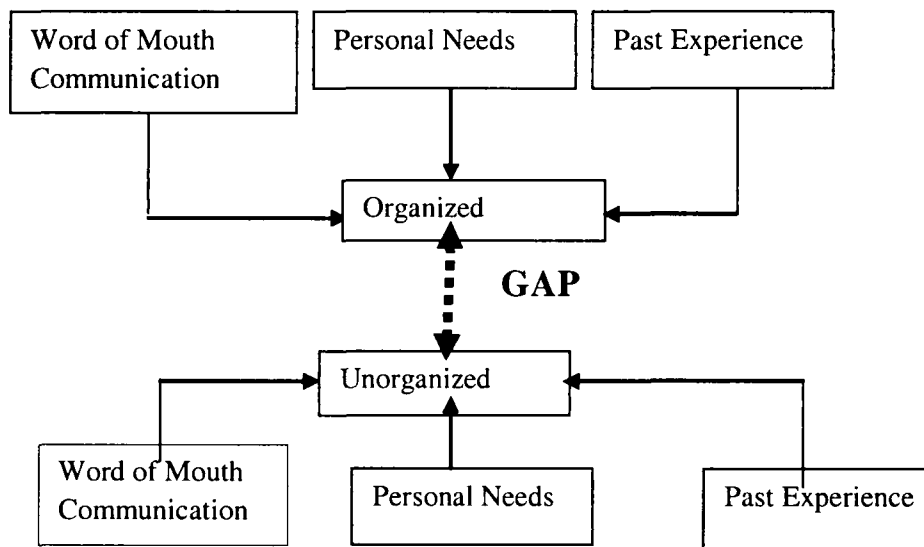 Word of Mouth
Communication
Personal Needs
Past Experience
Organized
GAP
Unorganized
Word of Mouth
Communication
Personal Needs
Past Experience